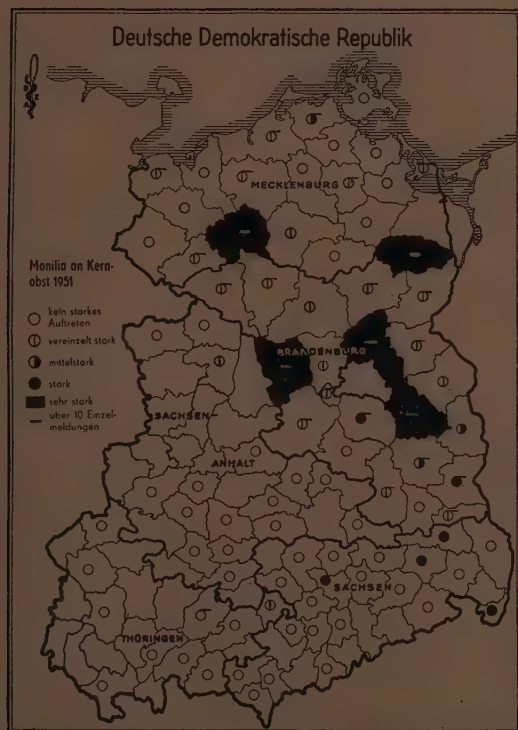 Deutsche Demokratische Republik
MECKLENBURG
Monilia an Kern-
obst 1951
kein starkes
Auftreten
vereinzelt stark
mittelstark
stark
sehr stark
über 10 Einzel-
meldungen
BRANDENBURG
SACHSEN-
ANHALT
SACHSEN
THÜRINGEN